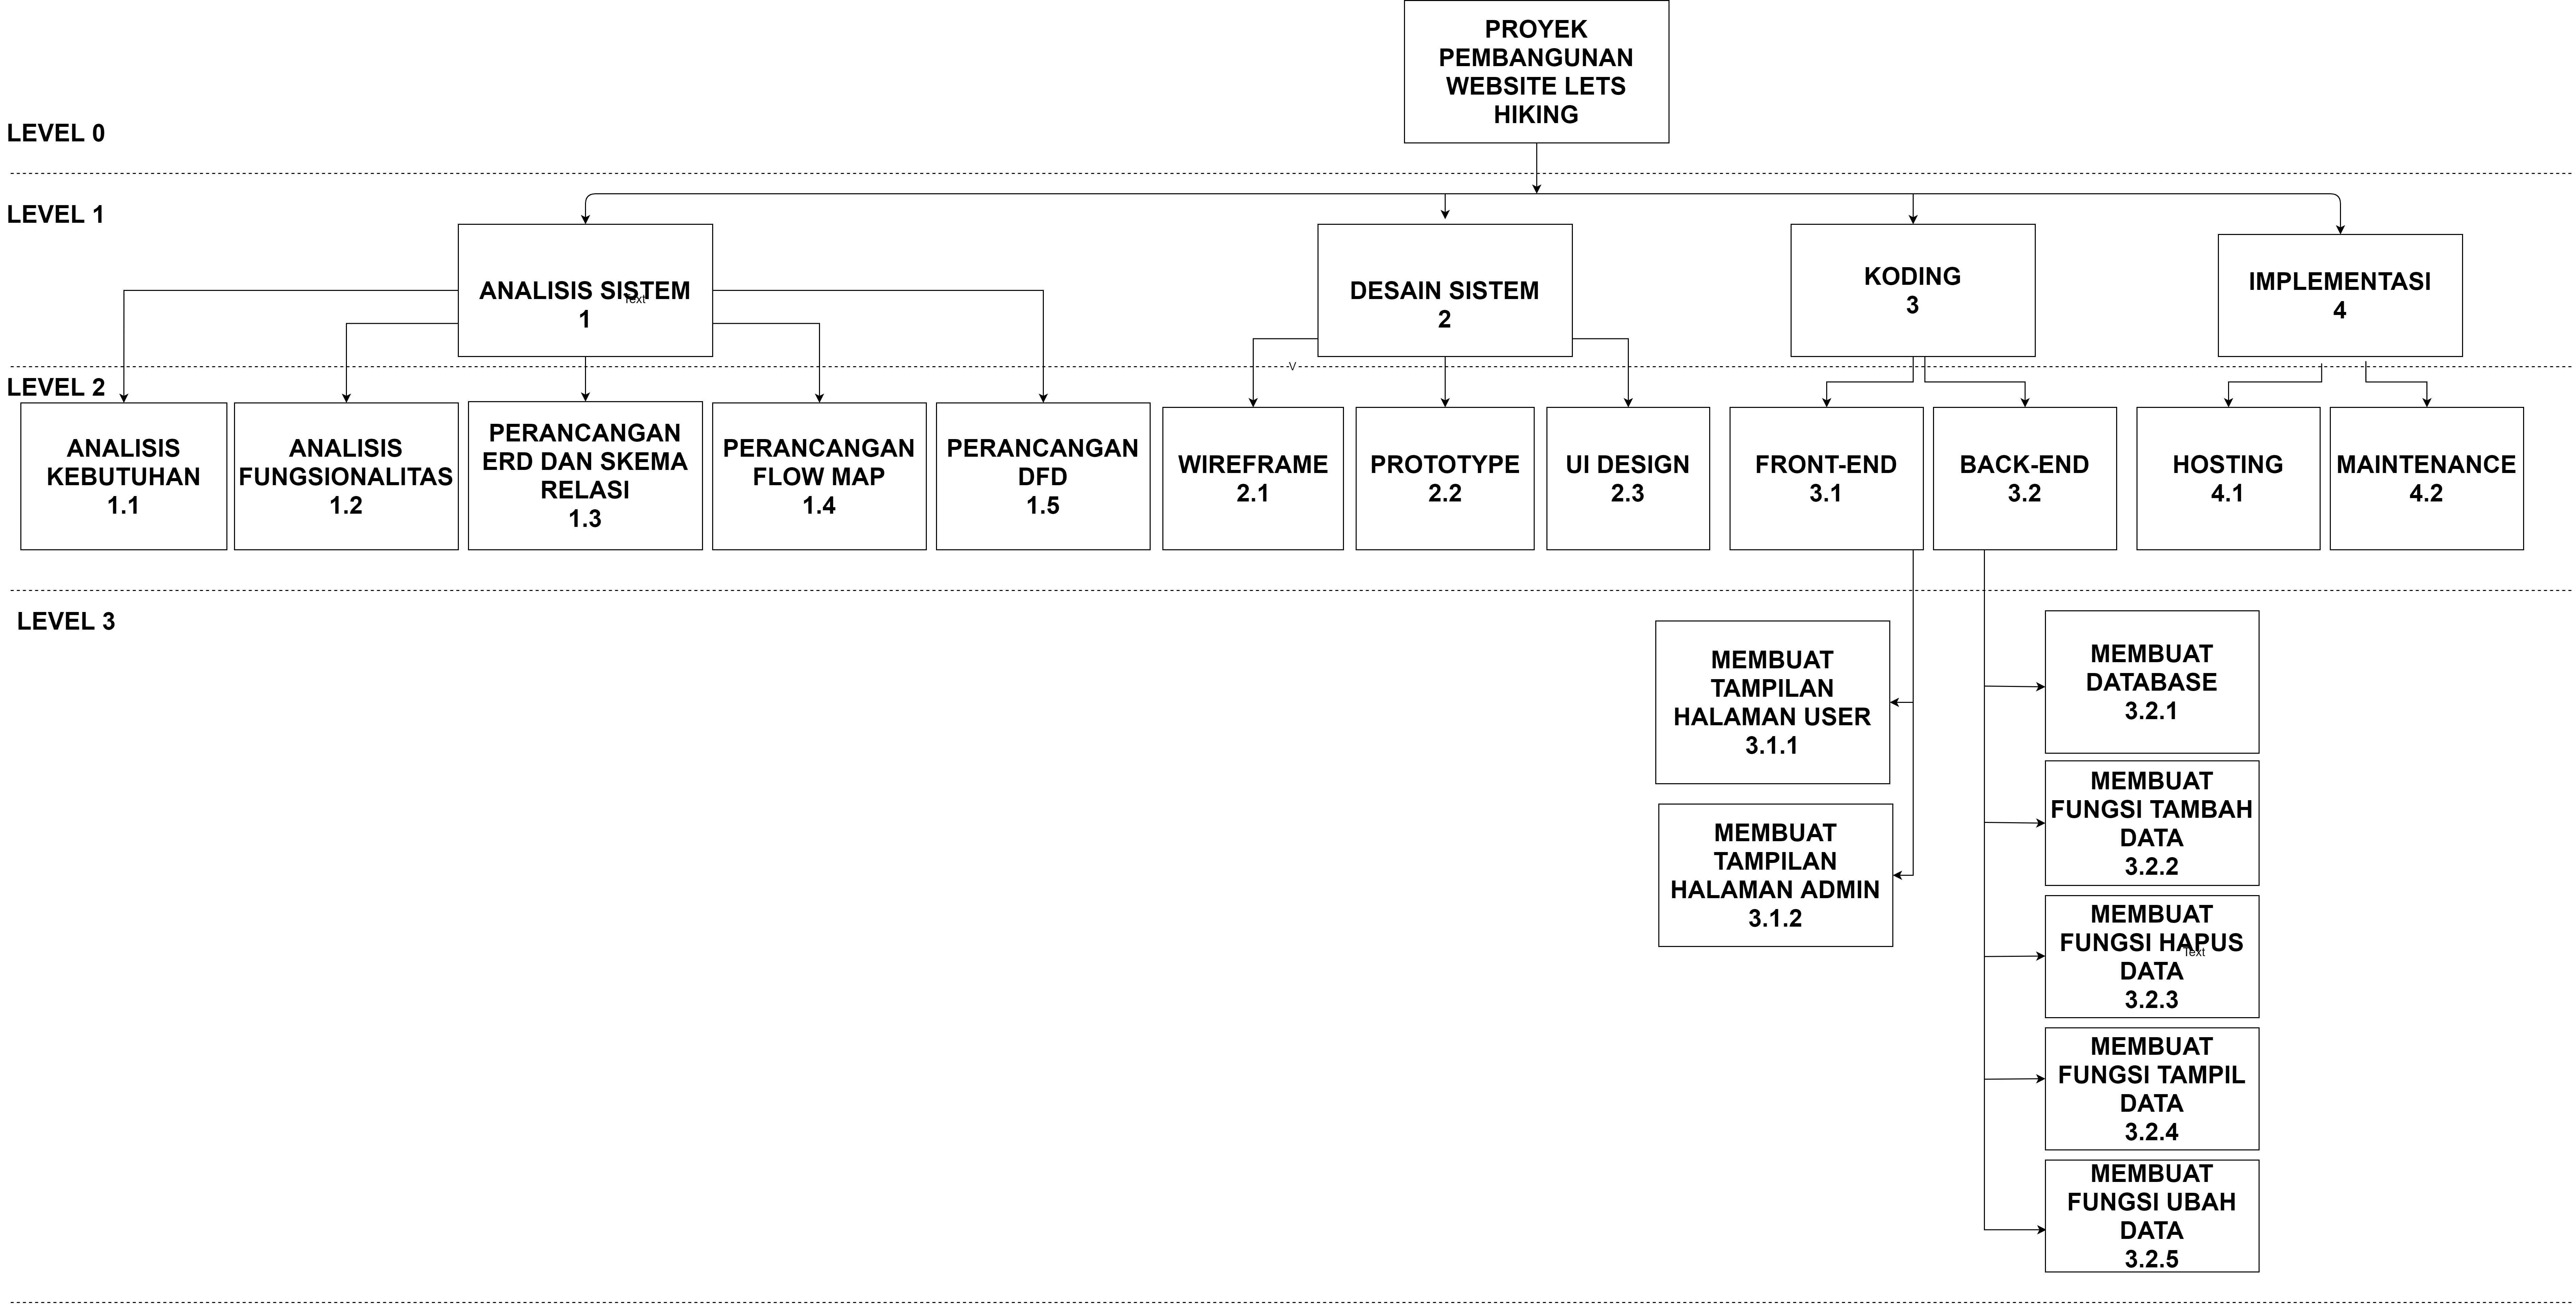 PROYEK
PEMBANGUNAN
WEBSITE LETS
HIKING
LEVEL 0
LEVEL 1
ANALISIS SISTEM
1
Text
DESAIN SISTEM
2
KODING
3
IMPLEMENTASI
4
V
LEVEL 2
ANALISIS
KEBUTUHAN
1.1
ANALISIS
FUNGSIONALITAS
1.2
PERANCANGAN
ERD DAN SKEMA
RELASI
1.3
PERANCANGAN
FLOW MAP
1.4
PERANCANGAN
DFD
1.5
WIREFRAME
2.1
PROTOTYPE
2.2
UI DESIGN
2.3
FRONT-END
3.1
BACK-END
3.2
HOSTING
4.1
MAINTENANCE
4.2
LEVEL 3
MEMBUAT
TAMPILAN
HALAMAN USER
3.1.1
MEMBUAT
TAMPILAN
HALAMAN ADMIN
3.1.2
MEMBUAT
DATABASE
3.2.1
MEMBUAT
FUNGSI TAMBAH
DATA
3.2.2
MEMBUAT
FUNGSI HAPUS
Text
DATA
3.2.3
MEMBUAT
FUNGSI TAMPIL
DATA
3.2.4
MEMBUAT
FUNGSI UBAH
DATA
3.2.5